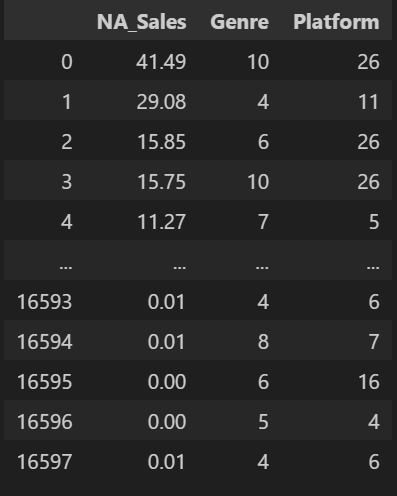 NA_Sales Genre Platform
0 41.49 10 26
1 29.08 4 11
2 15.85 6 26
3 15.75 10 26
4 11.27 7 5
... ... ... ...
16593 0.01 4 6
16594 0.01 8 7
16595 0.00 6 16
16596 0.00 5 4
16597 0.01 4 6